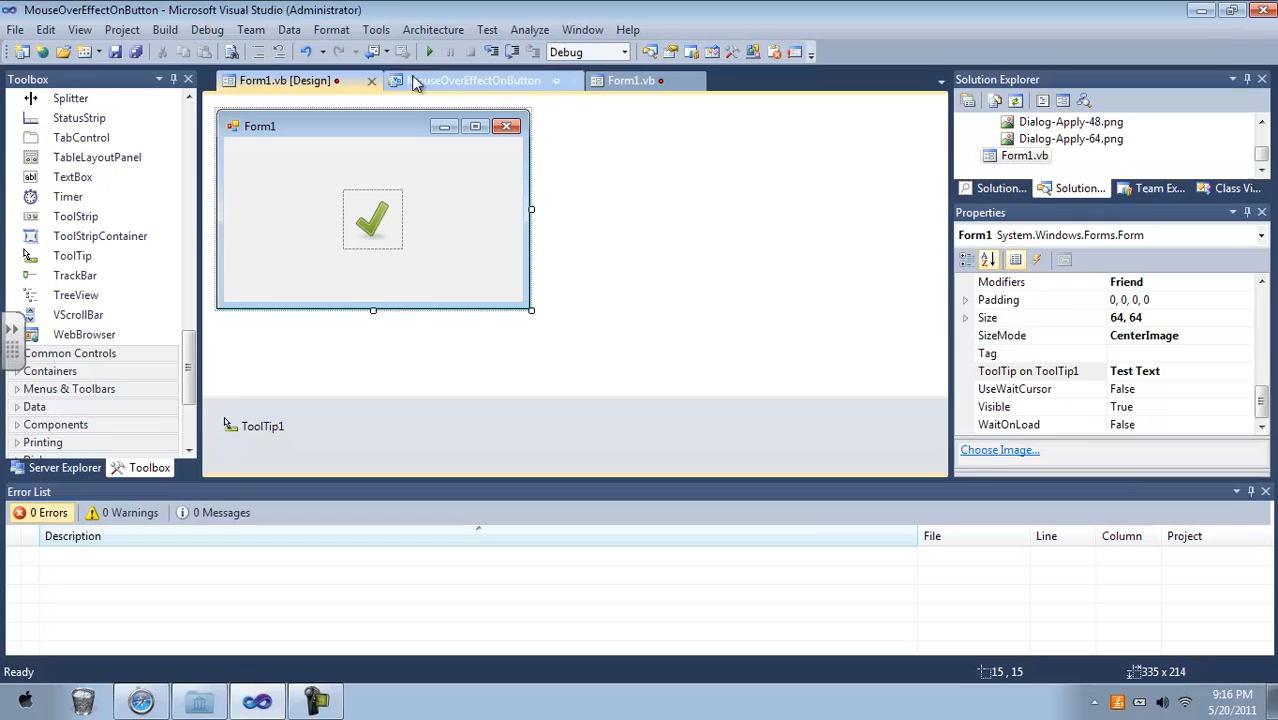 MouseOverEffectOnButton - Microsoft Visual Studio (Administrator)
File Edit View Project Build Debug Team Data Format Tools Architecture Test Analyze Window Help
Debug
Toolbox
Splitter
StatusStrip
TabControl
TableLayoutPanel
TextBox
Timer
ToolStrip
ToolStripContainer
ToolTip
TrackBar
TreeView
VScrollBar
WebBrowser
Common Controls
Containers
Menus & Toolbars
Data
Components
Printing
Server Explorer Toolbox
Form1.vb [Design] MouseOverEffectOnButton Form1.vb
Form1
ToolTip1
Solution Explorer
Dialog-Apply-48.png
Dialog-Apply-64.png
Form1.vb
Solution... Solution... Team Ex... Class Vi...
Properties
Form1 System.Windows.Forms.Form
Modifiers Friend
Padding 0, 0, 0, 0
Size 64, 64
SizeMode CenterImage
Tag
ToolTip on ToolTip1 Test Text
UseWaitCursor False
Visible True
WaitOnLoad False
Choose Image...
Error List
0 Errors 0 Warnings 0 Messages
Description File Line Column Project
Ready 15 , 15 335 x 214
9:16 PM
5/20/2011